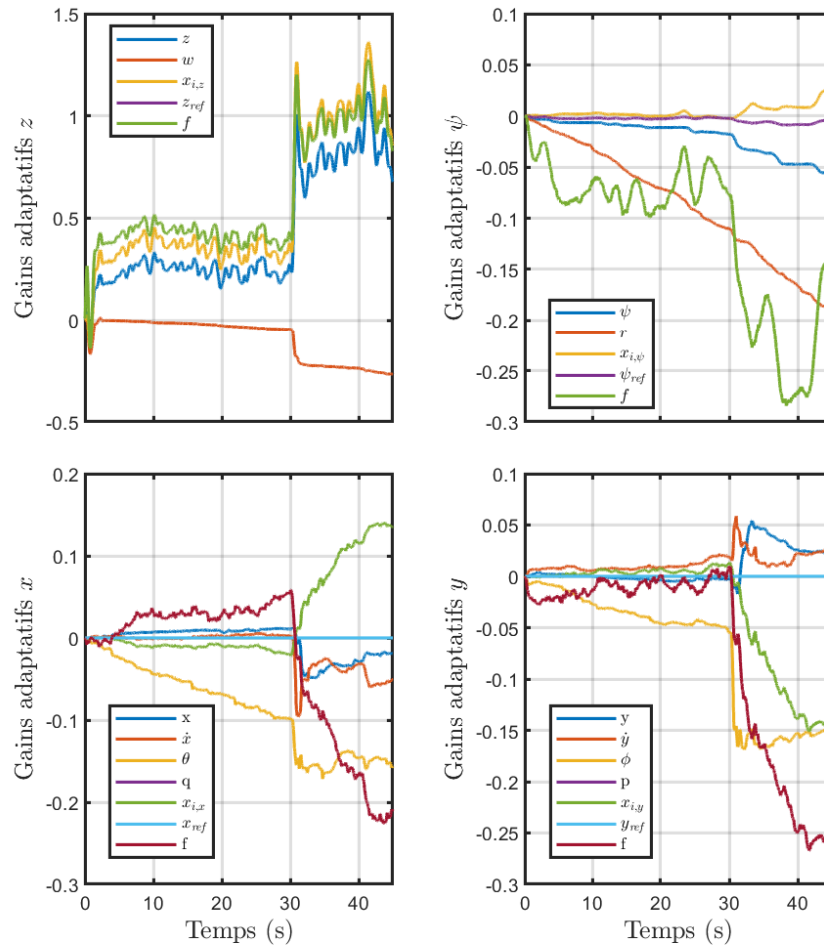 Gains adaptatifs z
1.5
1
0.5
0
-0.5
z
w
x_{i,z}
z_{ref}
f
Gains adaptatifs ψ
0.05
0
-0.05
-0.1
-0.15
-0.2
-0.25
-0.3
ψ
r
x_{i,ψ}
ψ_{ref}
f
Gains adaptatifs x
0.2
0.1
0
-0.1
-0.2
-0.3
x
ẋ
θ
q
x_{i,x}
x_{ref}
f
0 10 20 30 40
Temps (s)
Gains adaptatifs y
0.1
0.05
0
-0.05
-0.1
-0.15
-0.2
-0.25
-0.3
y
ẏ
ϕ
p
x_{i,y}
y_{ref}
f
0 10 20 30 40
Temps (s)